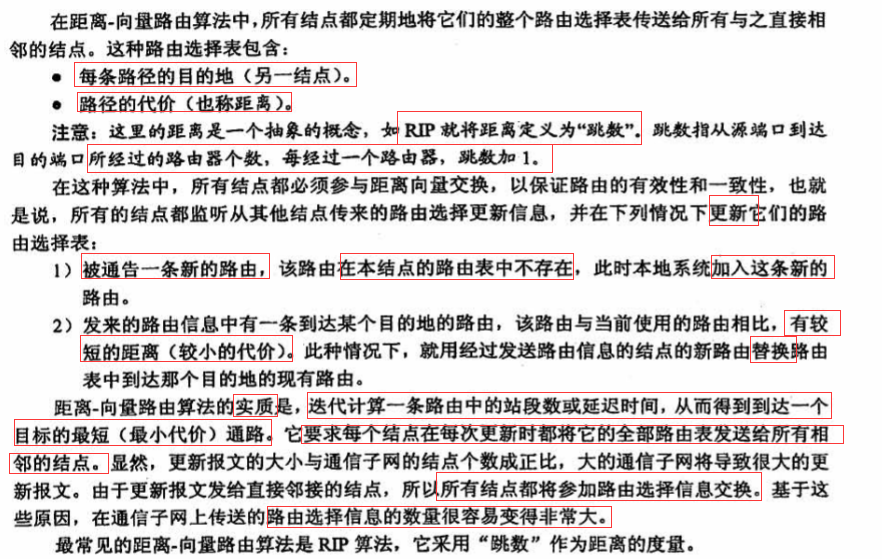 在距离-向量路由算法中，所有结点都定期地将它们的整个路由选择表传送给所有与之直接相
邻的结点。这种路由选择表包含：
● 每条路径的目的地（另一结点）。
● 路径的代价（也称距离）。
注意：这里的距离是一个抽象的概念，如 RIP 就将距离定义为“跳数”。跳数指从源端口到达
目的端口所经过的路由器个数，每经过一个路由器，跳数加 1。
在这种算法中，所有结点都必须参与距离向量交换，以保证路由的有效性和一致性，也就
是说，所有的结点都监听从其他结点传来的路由选择更新信息，并在下列情况下更新它们的路
由选择表：
1）被通告一条新的路由，该路由在本结点的路由表中不存在，此时本地系统加入这条新的
路由。
2）发来的路由信息中有一条到达某个目的地的路由，该路由与当前使用的路由相比，有较
短的距离（较小的代价）。此种情况下，就用经过发送路由信息的结点的新路由替换路由
表中到达那个目的地的现有路由。
距离-向量路由算法的实质是，迭代计算一条路由中的站段数或延迟时间，从而得到到达一个
目标的最短（最小代价）通路。它要求每个结点在每次更新时都将它的全部路由表发送给所有相
邻的结点。显然，更新报文的大小与通信子网的结点个数成正比，大的通信子网将导致很大的更
新报文。由于更新报文发给直接邻接的结点，所以所有结点都将参加路由选择信息交换。基于这
些原因，在通信子网上传送的路由选择信息的数量很容易变得非常大。
最常见的距离-向量路由算法是 RIP 算法，它采用“跳数”作为距离的度量。